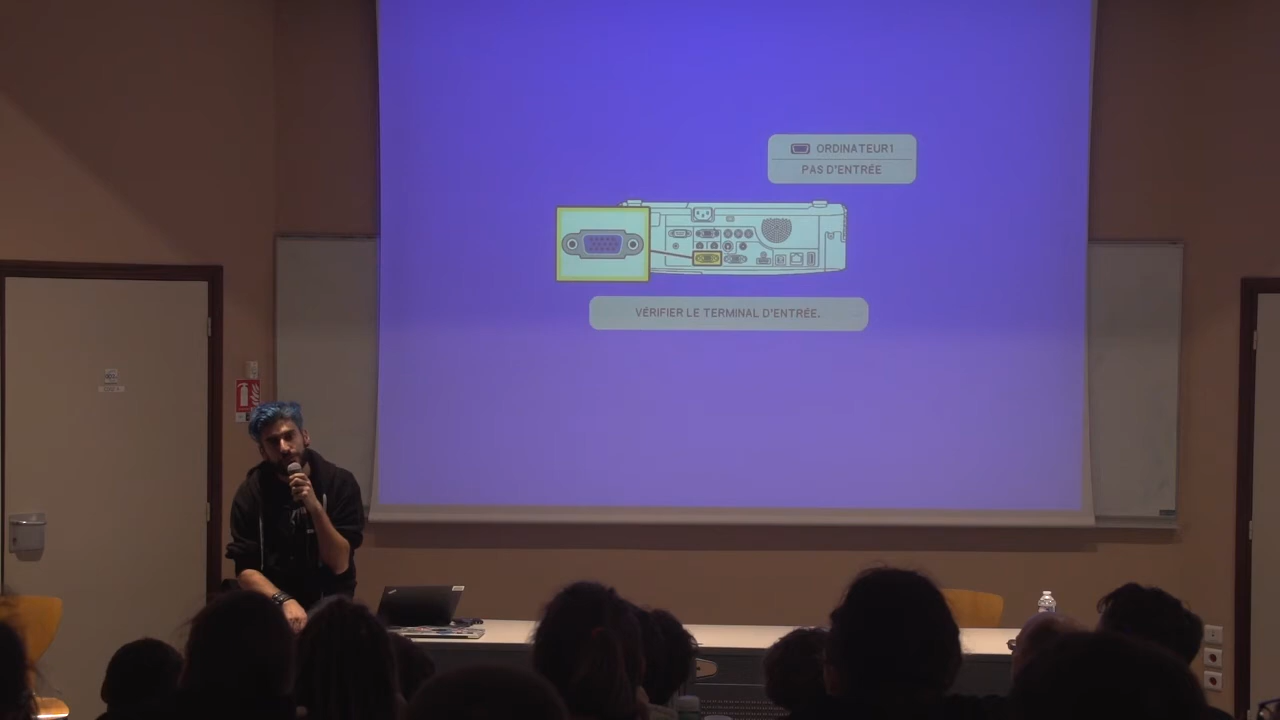 ORDINATEUR1
PAS D'ENTRÉE
VÉRIFIER LE TERMINAL D'ENTRÉE.